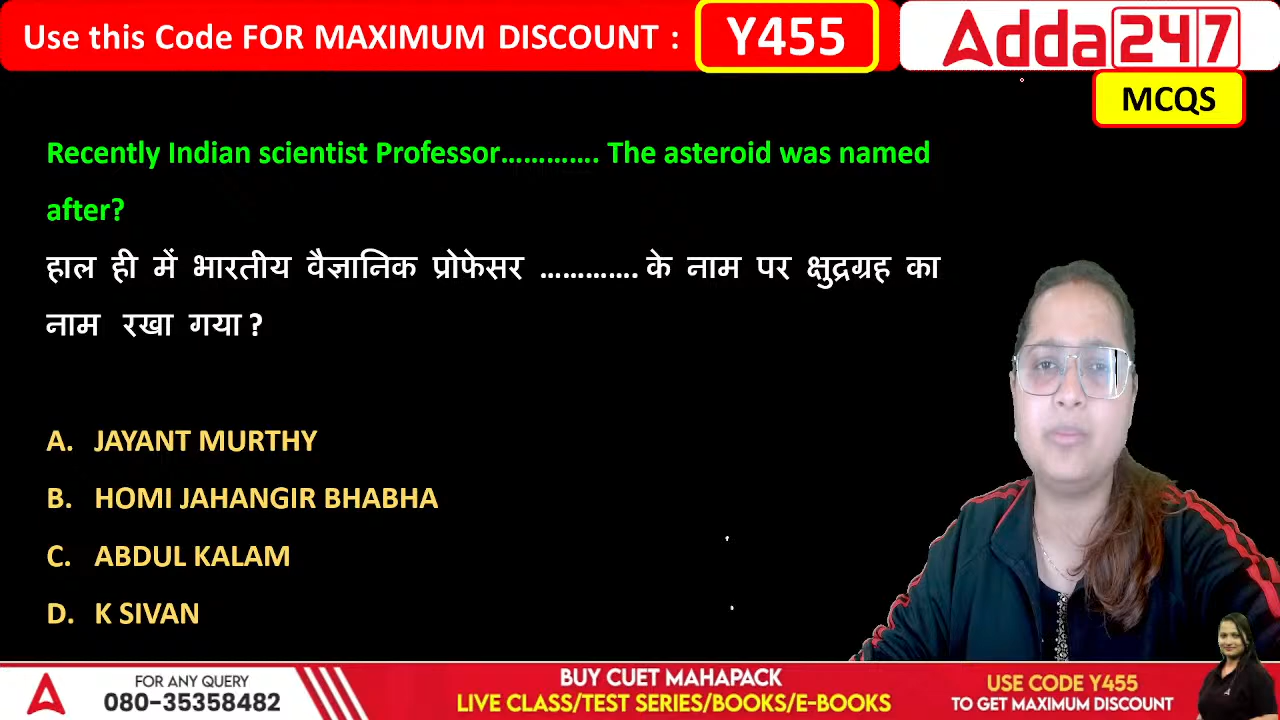 Use this Code FOR MAXIMUM DISCOUNT : Y455 Adda247
MCQS
Recently Indian scientist Professor…………. The asteroid was named
after?
हाल ही में भारतीय वैज्ञानिक प्रोफेसर …………. के नाम पर क्षुद्रग्रह का
नाम रखा गया ?
A. JAYANT MURTHY
B. HOMI JAHANGIR BHABHA
C. ABDUL KALAM
D. K SIVAN
FOR ANY QUERY
080-35358482
BUY CUET MAHAPACK
LIVE CLASS/TEST SERIES/BOOKS/E-BOOKS
USE CODE Y455
TO GET MAXIMUM DISCOUNT